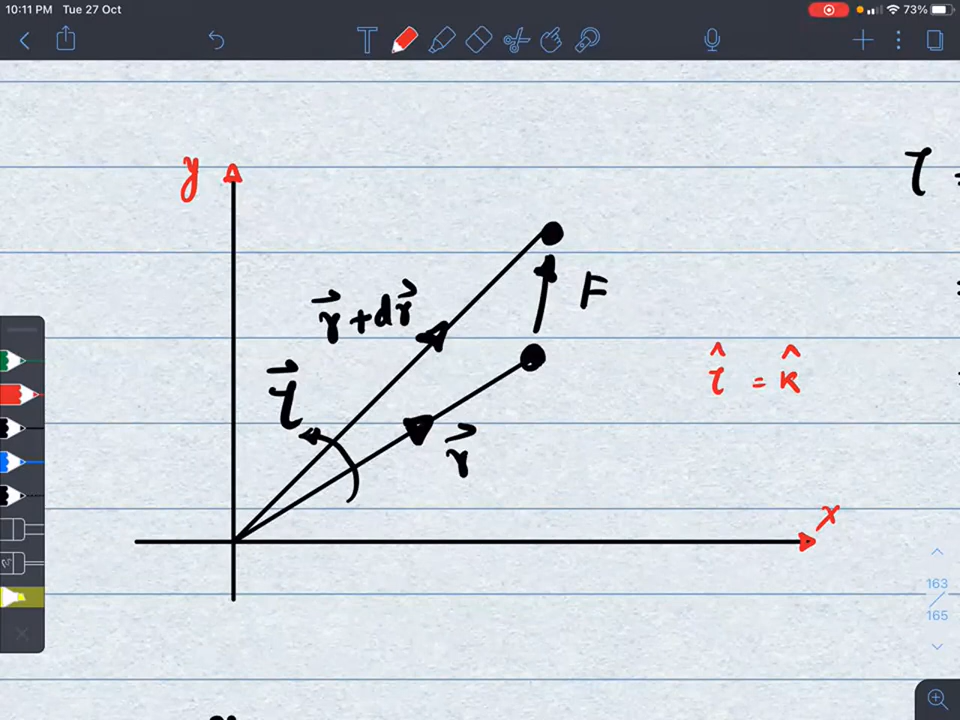 10:11 PM Tue 27 Oct
73%
T
y
τ =
r⃗ + dr⃗
F
τ⃗
τ̂ = k̂
r⃗
x
163
165